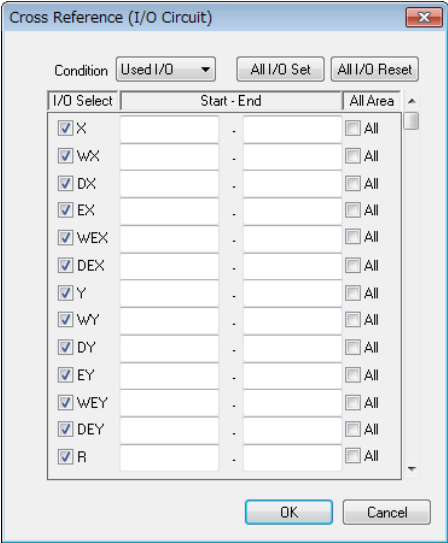 Cross Reference (I/O Circuit)
Condition Used I/O All I/O Set All I/O Reset
I/O Select Start - End All Area
X - All
WX - All
DX - All
EX - All
WEX - All
DEX - All
Y - All
WY - All
DY - All
EY - All
WEY - All
DEY - All
R - All
OK Cancel